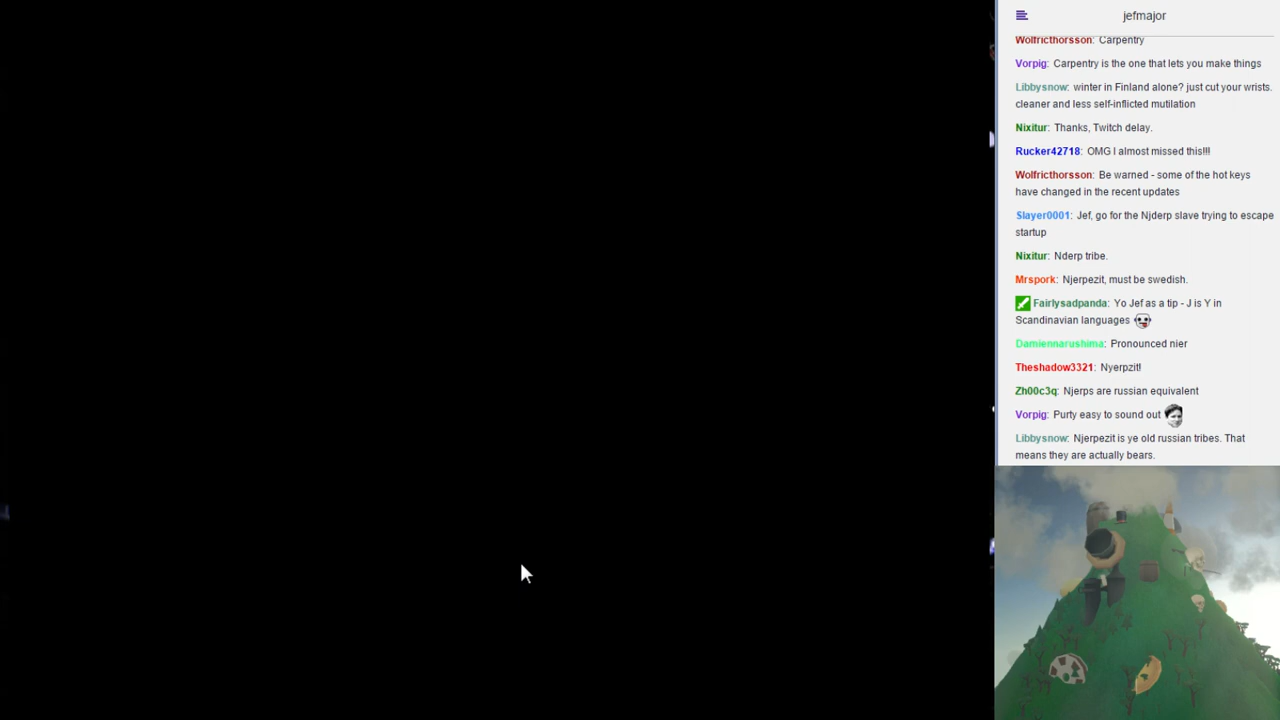 jefmajor
Wolfricthorsson: Carpentry
Vorpig: Carpentry is the one that lets you make things
Libbysnow: winter in Finland alone? just cut your wrists.
cleaner and less self-inflicted mutilation
Nixitur: Thanks, Twitch delay.
Rucker42718: OMG I almost missed this!!!
Wolfricthorsson: Be warned - some of the hot keys
have changed in the recent updates
Slayer0001: Jef, go for the Njderp slave trying to escape
startup
Nixitur: Nderp tribe.
Mrspork: Njerpezit, must be swedish.
Fairlysadpanda: Yo Jef as a tip - J is Y in
Scandinavian languages
Damiennarushima: Pronounced nier
Theshadow3321: Nyerpzit!
Zh00c3q: Njerps are russian equivalent
Vorpig: Purty easy to sound out
Libbysnow: Njerpezit is ye old russian tribes. That
means they are actually bears.